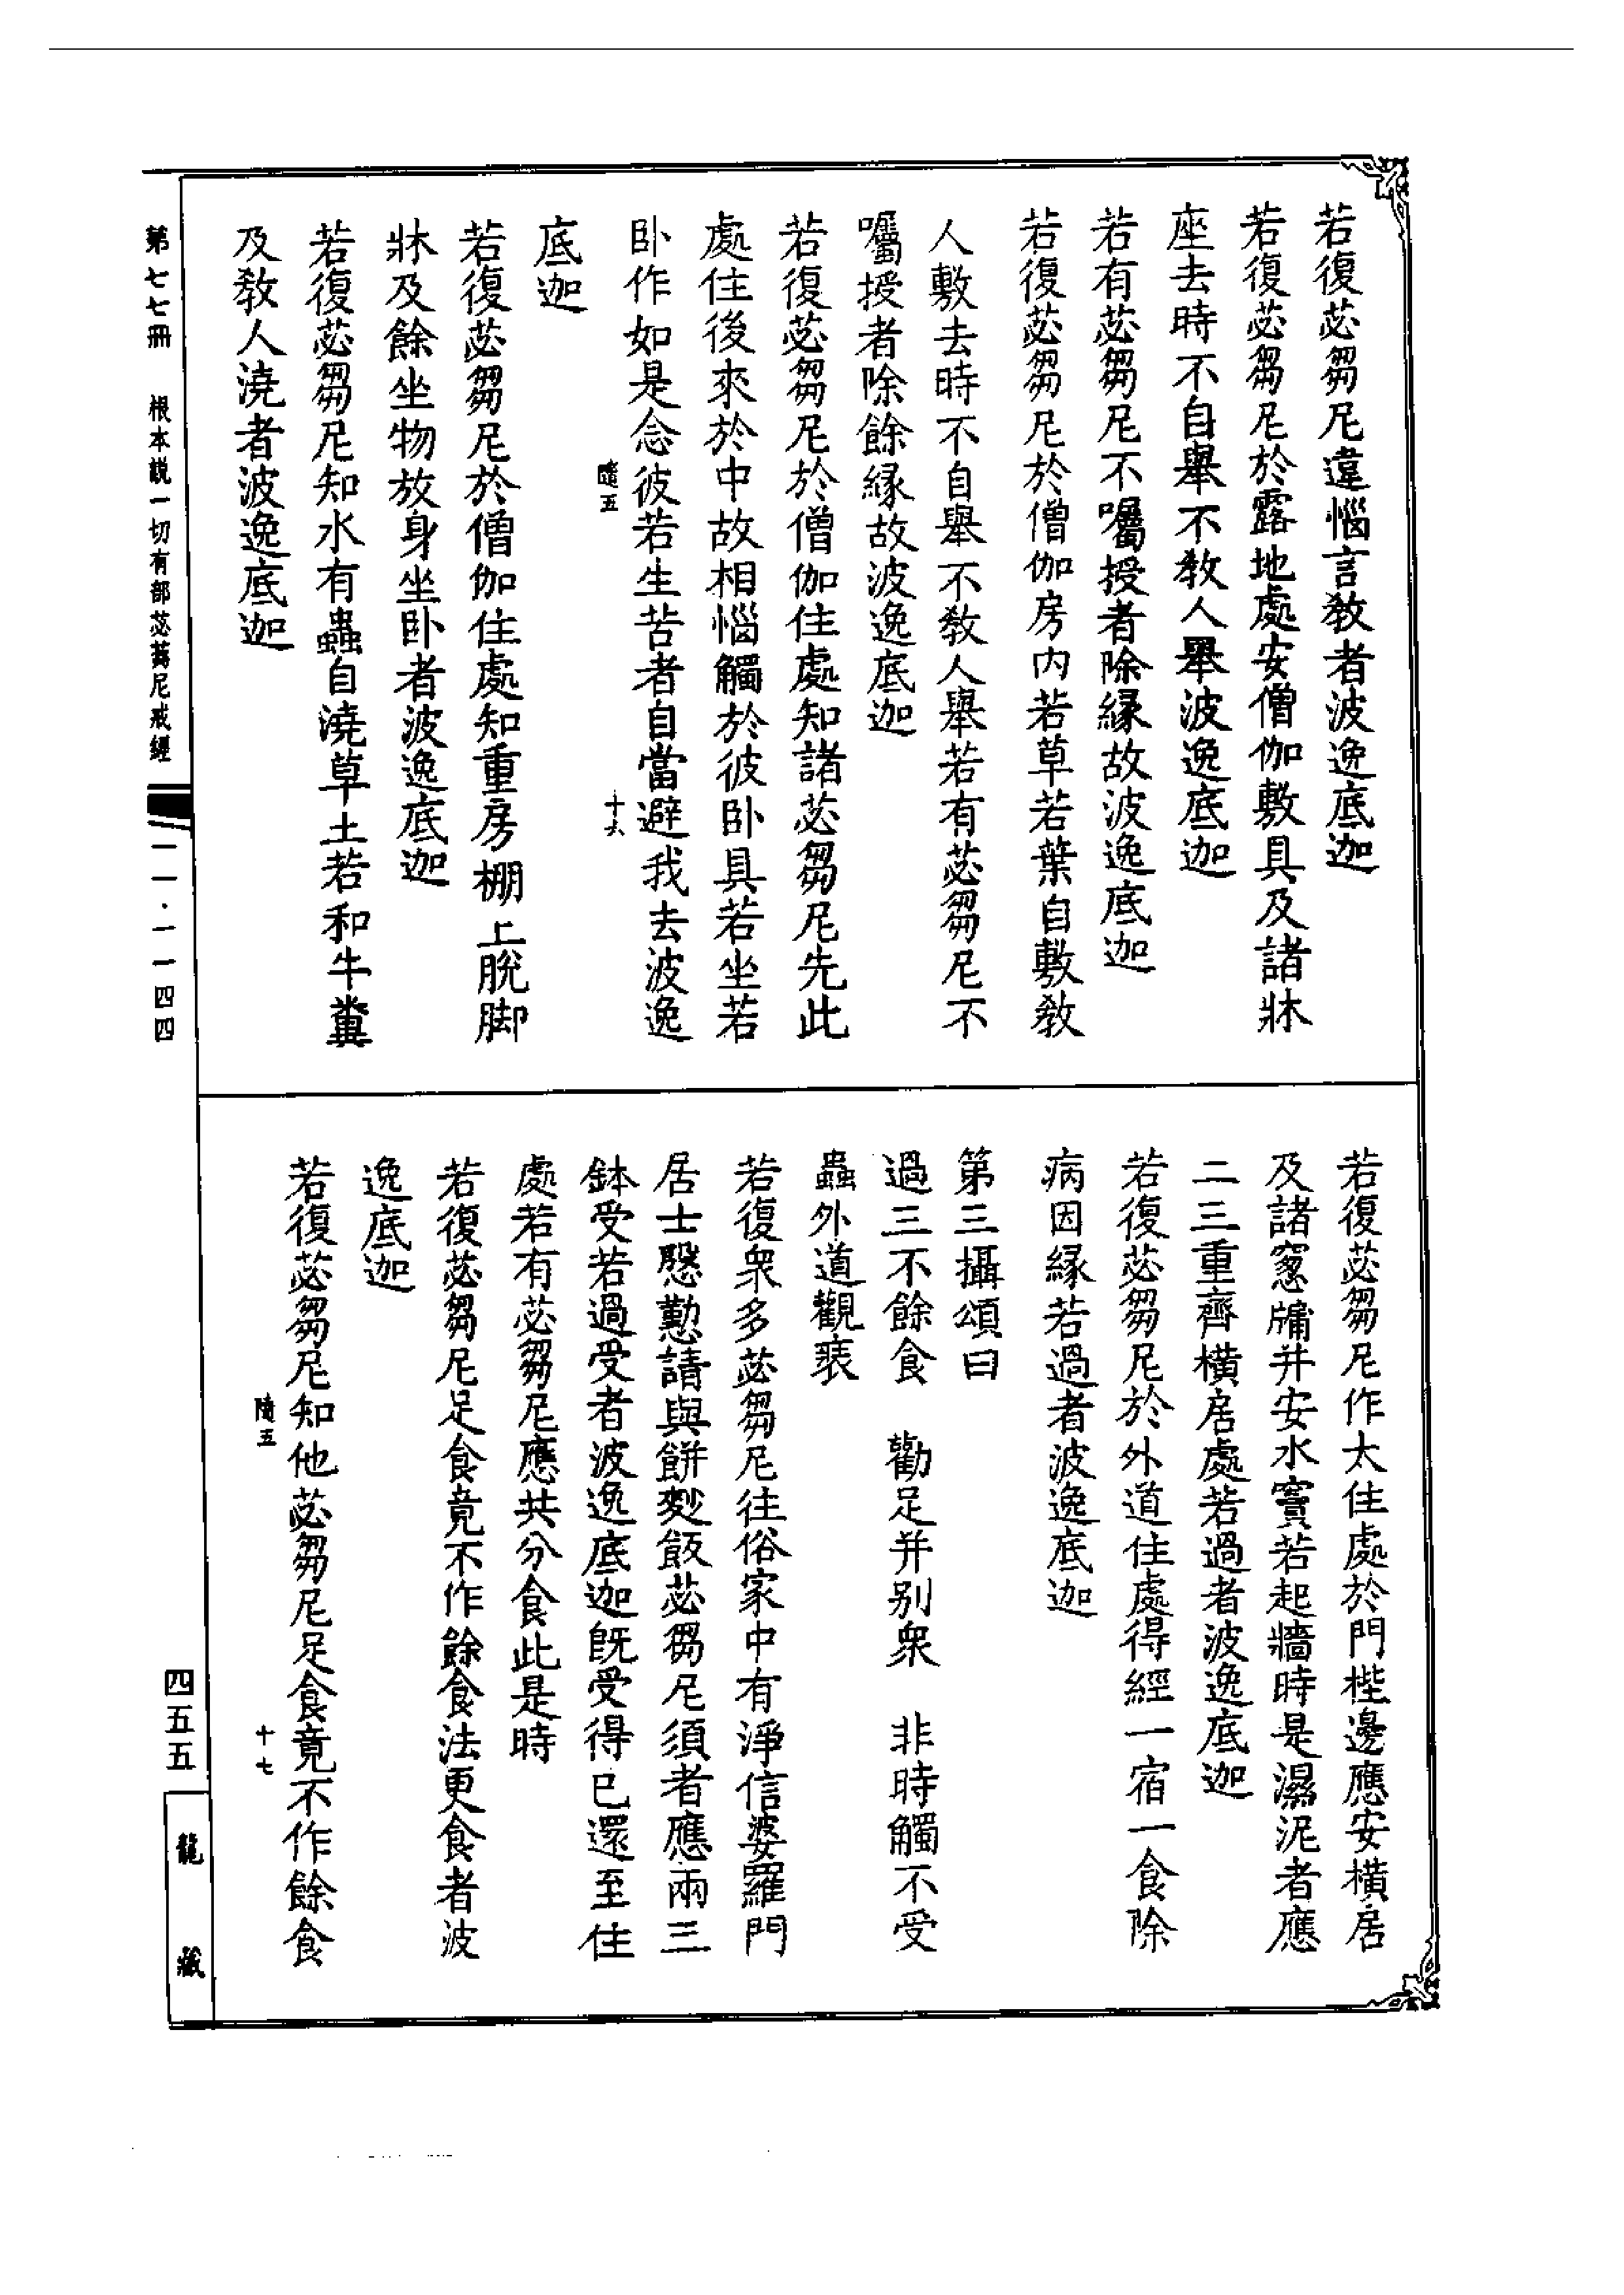 若復苾芻尼違惱言教者波逸底迦
若復苾芻尼於露地處安僧伽敷具及諸牀
座去時不自舉不教人舉波逸底迦
若有苾芻尼不囑授者除緣故波逸底迦
若復苾芻尼於僧伽房内若草若葉自敷教
人敷去時不自舉不教人舉若有苾芻尼不
囑授者除餘緣故波逸底迦
若復苾芻尼於僧伽住處知諸苾芻尼先此
處住後來於中故相惱觸於彼卧具若坐若
卧作如是念彼若生苦者自當避我去波逸
隨五
十六
底迦
若復苾芻尼於僧伽住處知重房棚上脫脚
牀及餘坐物放身坐卧者波逸底迦
若復苾芻尼知水有蟲自澆草土若和牛糞
及教人澆者波逸底迦
若復苾芻尼作大住處於門梐邊應安橫居
及諸窻牖并安水竇若起牆時是濕泥者應
二三重齊橫居處若過者波逸底迦
若復苾芻尼於外道住處得經一宿一食除
病因緣若過者波逸底迦
第三攝頌曰
過三不餘食　勸足并别衆　非時觸不受
蟲外道觀裝
若復衆多苾芻尼往俗家中有淨信婆羅門
居士慇懃請與餅麨飯苾芻尼須者應兩三
鉢受若過受者波逸底迦既受得已還至住
處若有苾芻尼應共分食此是時
若復苾芻尼足食竟不作餘食法更食者波
逸底迦
若復苾芻尼知他苾芻尼足食竟不作餘食
隨五
十七
第七七冊　根本說一切有部苾蒭尼戒經
一一一・一一四四
四五五
龍藏